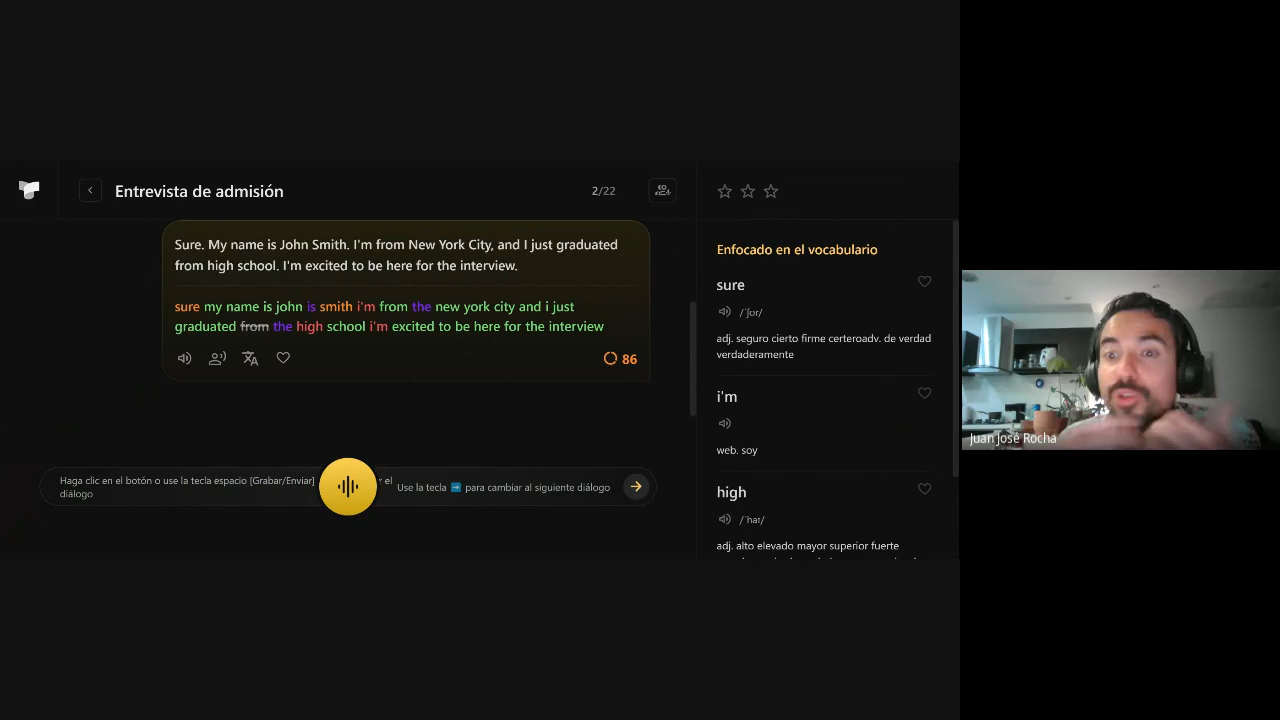 Entrevista de admisión
2/22
Sure. My name is John Smith. I'm from New York City, and I just graduated
from high school. I'm excited to be here for the interview.
sure my name is john is smith i'm from the new york city and i just
graduated from the high school i'm excited to be here for the interview
86
Haga clic en el botón o use la tecla espacio [Grabar/Enviar]
r el
diálogo
Use la tecla ➡ para cambiar al siguiente diálogo
Enfocado en el vocabulario
sure
/ˈʃor/
adj. seguro cierto firme certeroadv. de verdad
verdaderamente
i'm
web. soy
high
/ˈhaɪ/
adj. alto elevado mayor superior fuerte
Juan José Rocha